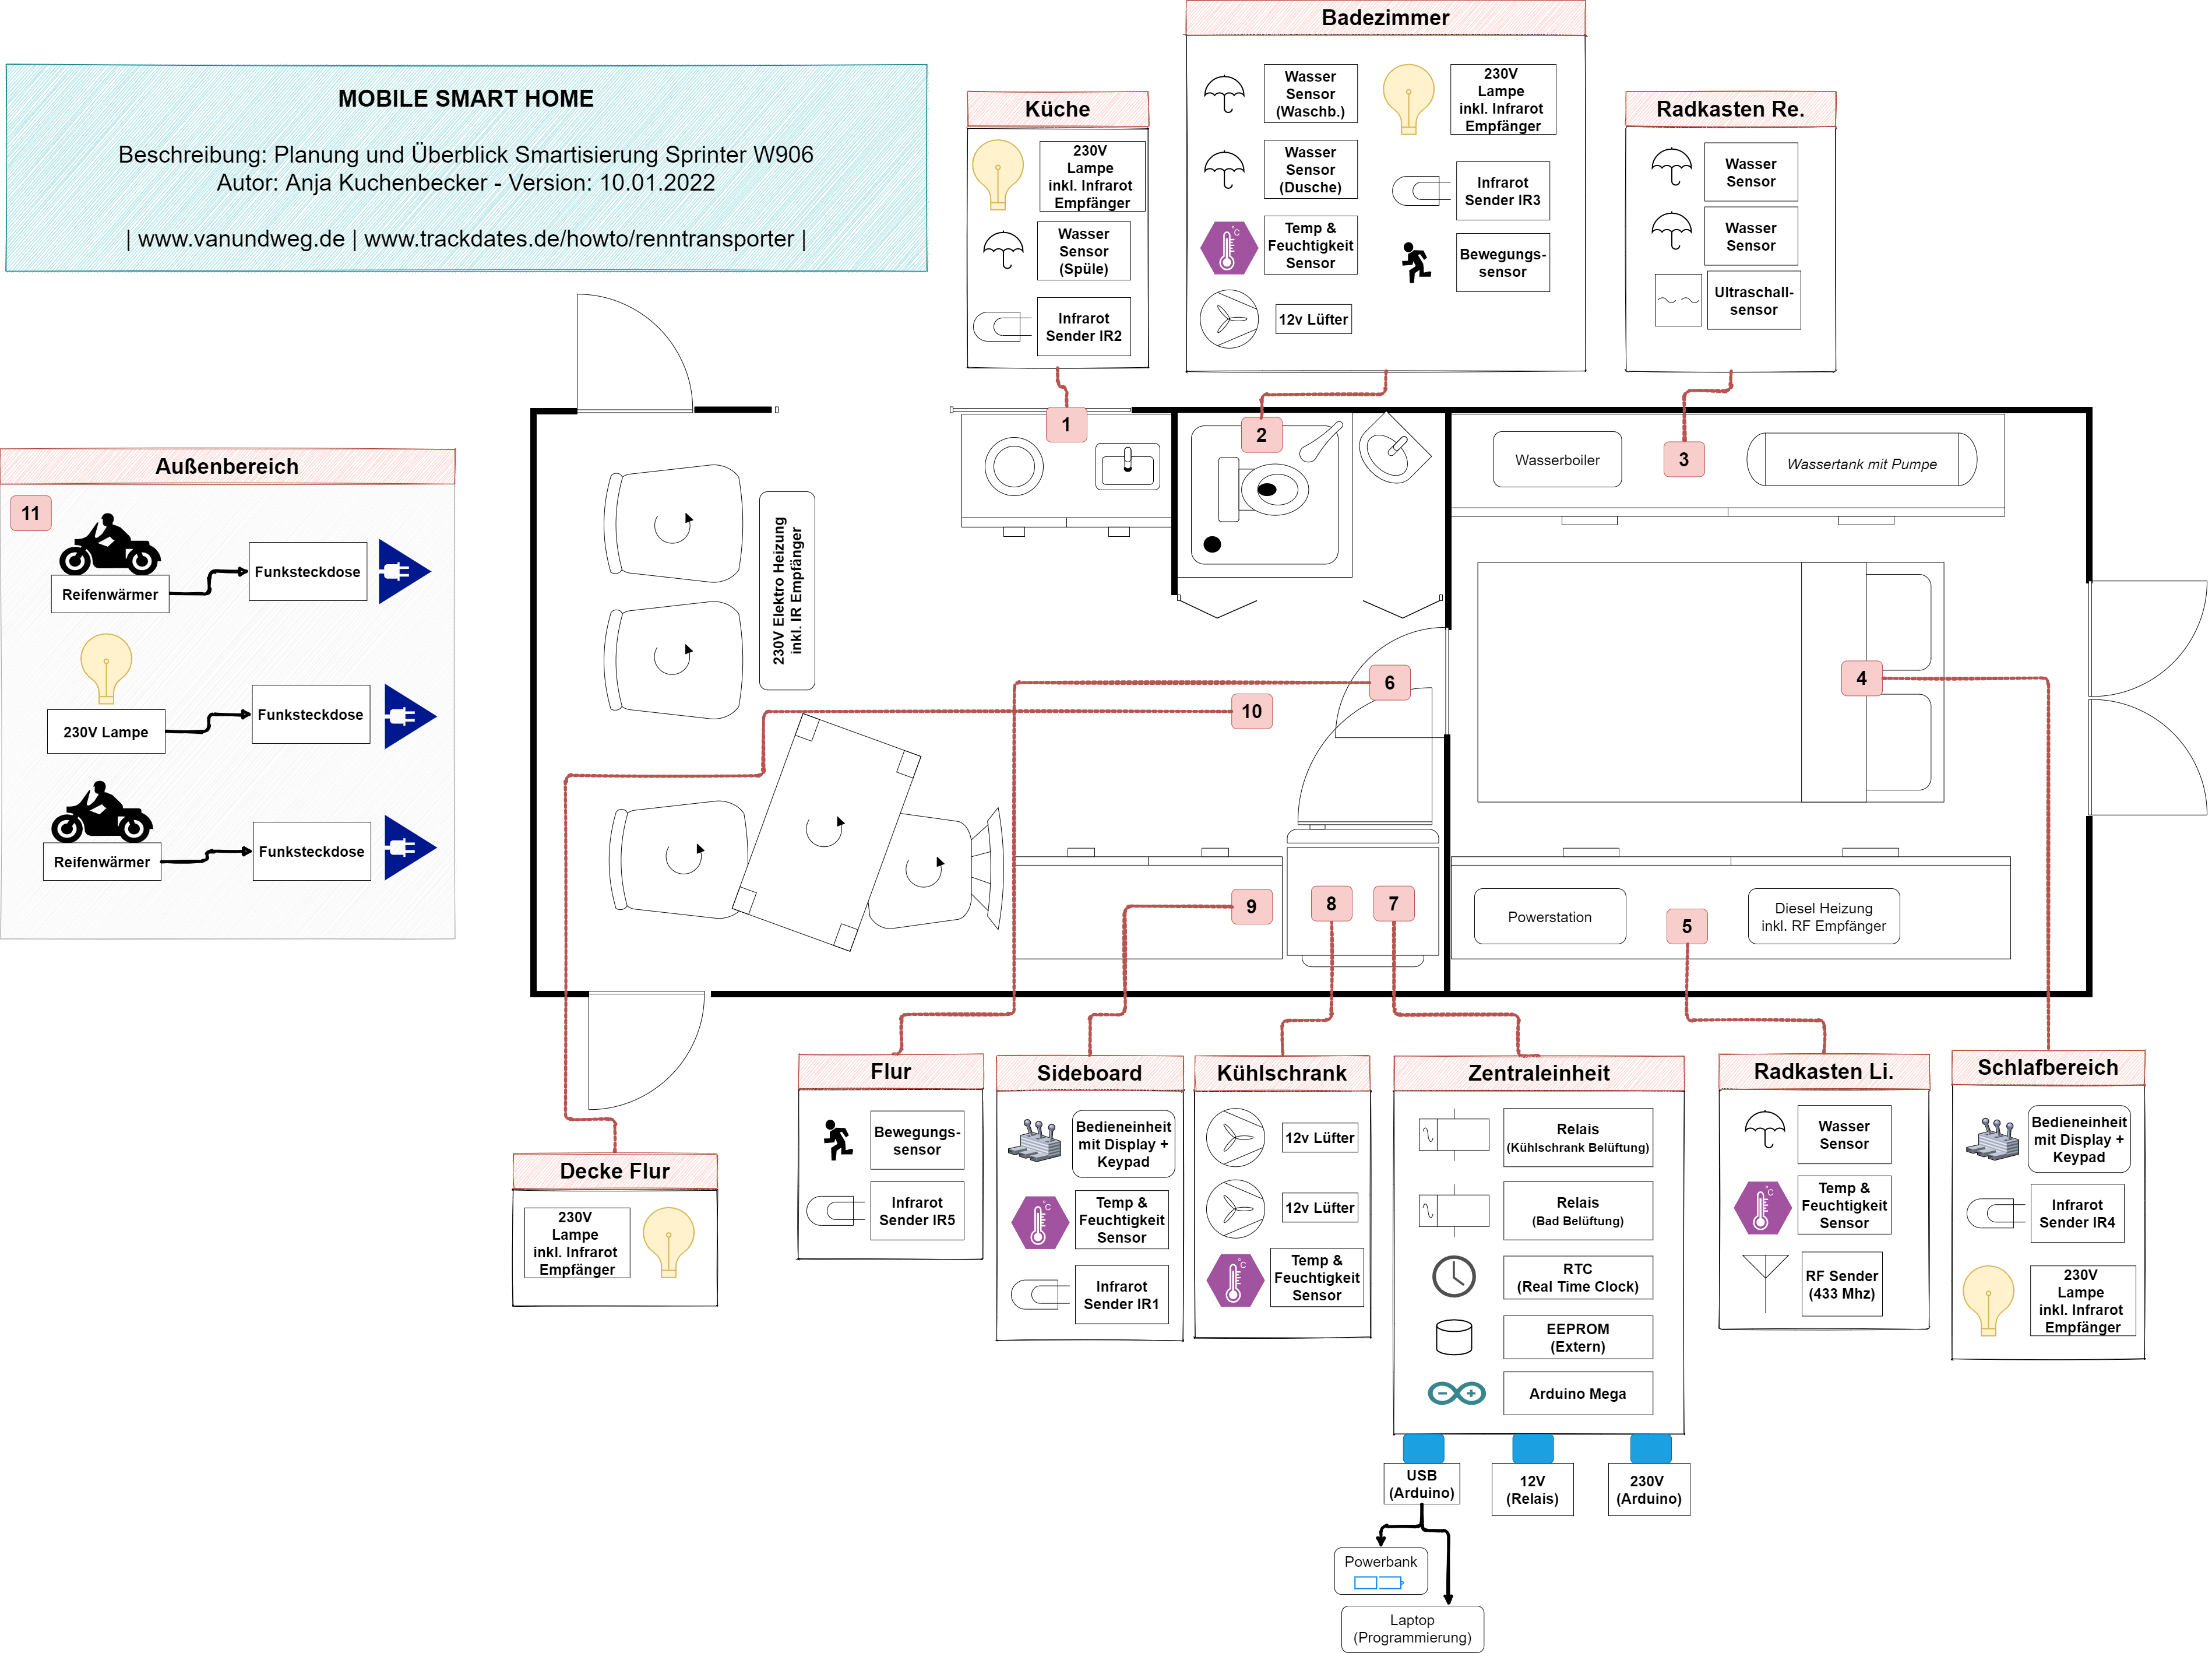 MOBILE SMART HOME
Beschreibung: Planung und Überblick Smartisierung Sprinter W906
Autor: Anja Kuchenbecker - Version: 10.01.2022
| www.vanundweg.de | www.trackdates.de/howto/renntransporter |
Küche
230V
Lampe
inkl. Infrarot
Empfänger
Wasser
Sensor
(Spüle)
Infrarot
Sender IR2
Badezimmer
Wasser
Sensor
(Waschb.)
Wasser
Sensor
(Dusche)
Temp &
Feuchtigkeit
Sensor
°C
12v Lüfter
230V
Lampe
inkl. Infrarot
Empfänger
Infrarot
Sender IR3
Bewegungs-
sensor
Radkasten Re.
Wasser
Sensor
Wasser
Sensor
Ultraschall-
sensor
Außenbereich
11
Reifenwärmer
Funksteckdose
230V Lampe
Funksteckdose
Reifenwärmer
Funksteckdose
230V Elektro Heizung
inkl. IR Empfänger
1
2
3
Wasserboiler
Wassertank mit Pumpe
4
6
10
9
8
7
Powerstation
5
Diesel Heizung
inkl. RF Empfänger
Decke Flur
230V
Lampe
inkl. Infrarot
Empfänger
Flur
Bewegungs-
sensor
Infrarot
Sender IR5
Sideboard
Bedieneinheit
mit Display +
Keypad
Temp &
Feuchtigkeit
Sensor
°C
Infrarot
Sender IR1
Kühlschrank
12v Lüfter
12v Lüfter
Temp &
Feuchtigkeit
Sensor
°C
Zentraleinheit
Relais
(Kühlschrank Belüftung)
Relais
(Bad Belüftung)
RTC
(Real Time Clock)
EEPROM
(Extern)
Arduino Mega
USB
(Arduino)
12V
(Relais)
230V
(Arduino)
Powerbank
Laptop
(Programmierung)
Radkasten Li.
Wasser
Sensor
Temp &
Feuchtigkeit
Sensor
°C
RF Sender
(433 Mhz)
Schlafbereich
Bedieneinheit
mit Display +
Keypad
Infrarot
Sender IR4
230V
Lampe
inkl. Infrarot
Empfänger